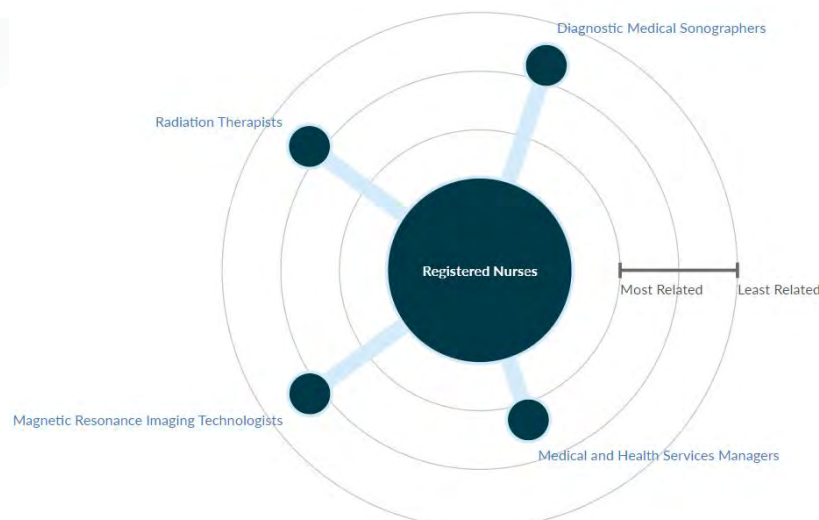 Diagnostic Medical Sonographers
Radiation Therapists
Registered Nurses
Most Related
Least Related
Magnetic Resonance Imaging Technologists
Medical and Health Services Managers